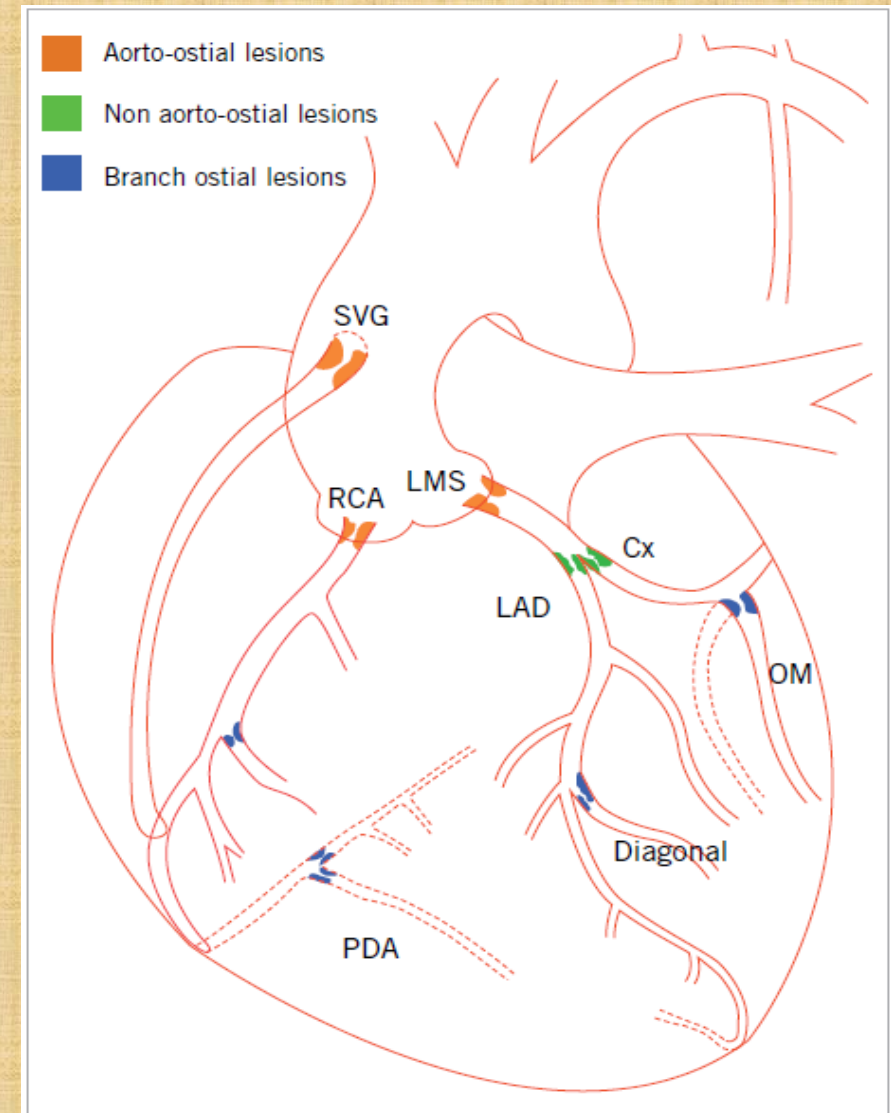 Aorto-ostial lesions
Non aorto-ostial lesions
Branch ostial lesions
SVG
LMS
RCA
Cx
LAD
OM
Diagonal
PDA